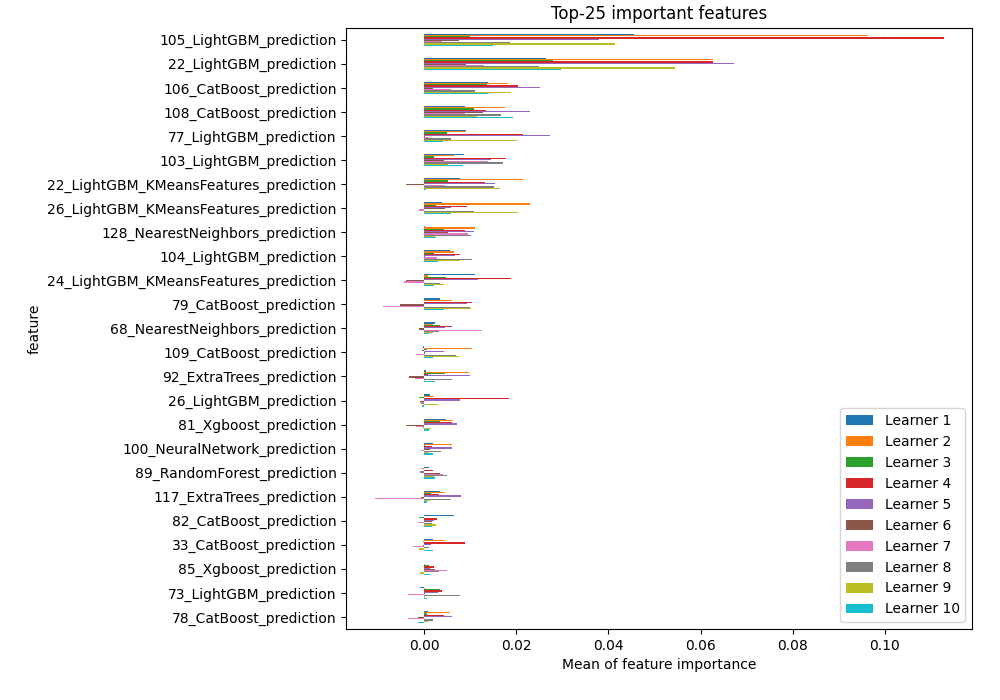 Top-25 important features
105_LightGBM_prediction
22_LightGBM_prediction
106_CatBoost_prediction
108_CatBoost_prediction
77_LightGBM_prediction
103_LightGBM_prediction
22_LightGBM_KMeansFeatures_prediction
26_LightGBM_KMeansFeatures_prediction
128_NearestNeighbors_prediction
104_LightGBM_prediction
24_LightGBM_KMeansFeatures_prediction
79_CatBoost_prediction
68_NearestNeighbors_prediction
109_CatBoost_prediction
92_ExtraTrees_prediction
26_LightGBM_prediction
81_Xgboost_prediction
100_NeuralNetwork_prediction
89_RandomForest_prediction
117_ExtraTrees_prediction
82_CatBoost_prediction
33_CatBoost_prediction
85_Xgboost_prediction
73_LightGBM_prediction
78_CatBoost_prediction
feature
Learner 1
Learner 2
Learner 3
Learner 4
Learner 5
Learner 6
Learner 7
Learner 8
Learner 9
Learner 10
0.00 0.02 0.04 0.06 0.08 0.10
Mean of feature importance